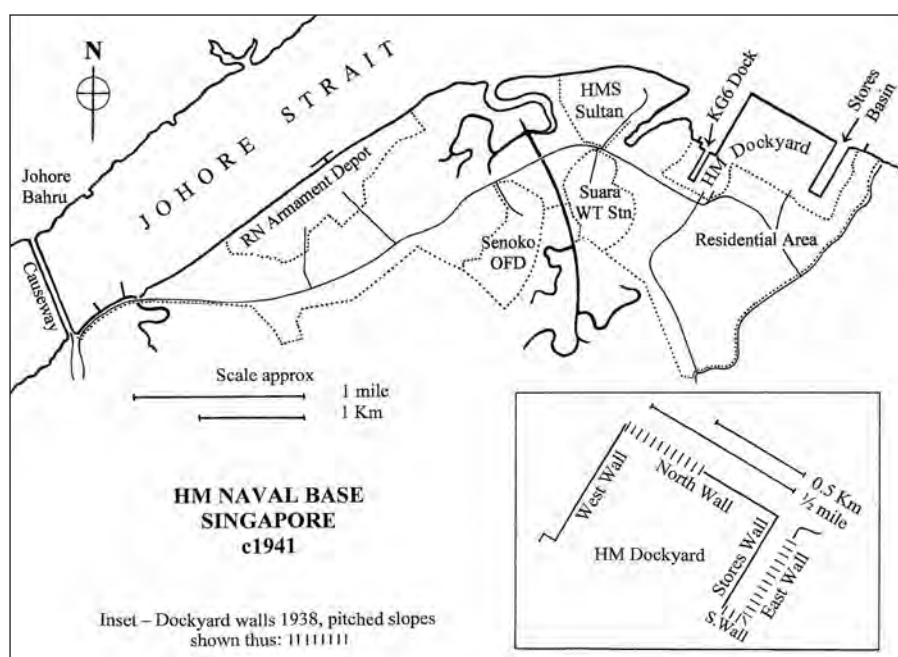 N
JOHORE STRAIT
Johore
Bahru
Causeway
RN Armament Depot
HMS
Sultan
KG6 Dock
Stores
Basin
HM Dockyard
Suara
WT Stn
Senoko
OFD
Residential Area
Scale approx
1 mile
1 Km
HM NAVAL BASE
SINGAPORE
c1941
Inset – Dockyard walls 1938, pitched slopes
shown thus:
West Wall
North Wall
0.5 Km
½ mile
HM Dockyard
Stores Wall
East Wall
S. Wall